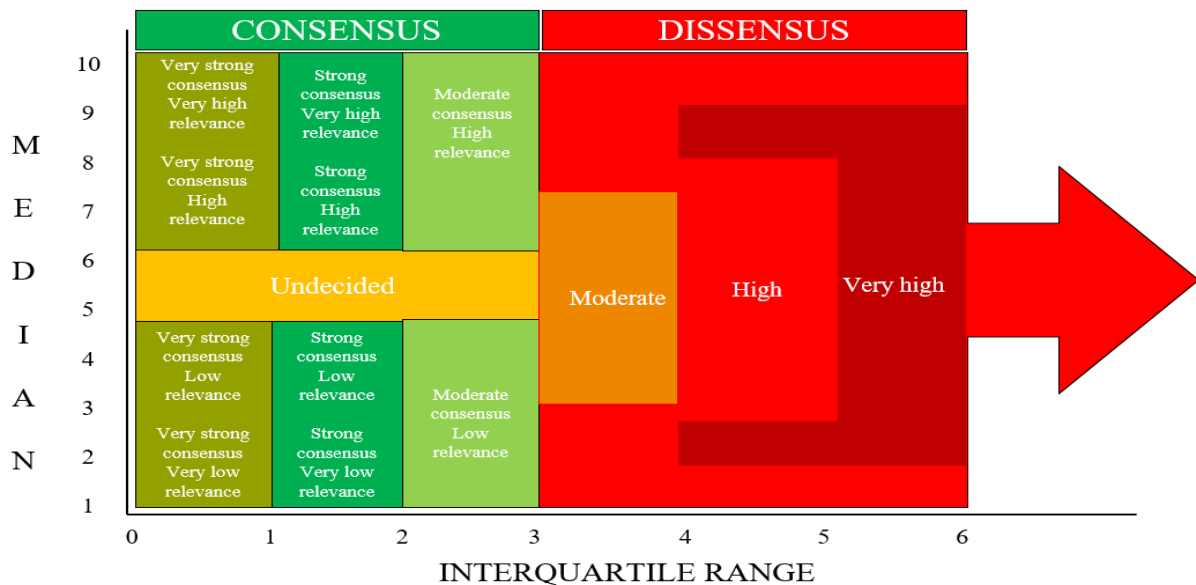 CONSENSUS
DISSENSUS
M
E
D
I
A
N
10
9
8
7
6
5
4
3
2
1
Very strong
consensus
Very high
relevance
Very strong
consensus
High
relevance
Strong
consensus
Very high
relevance
Strong
consensus
High
relevance
Moderate
consensus
High
relevance
Undecided
Very strong
consensus
Low
relevance
Very strong
consensus
Very low
relevance
Strong
consensus
Low
relevance
Strong
consensus
Very low
relevance
Moderate
consensus
Low
relevance
Moderate
High
Very high
0
1
2
3
4
5
6
INTERQUARTILE RANGE